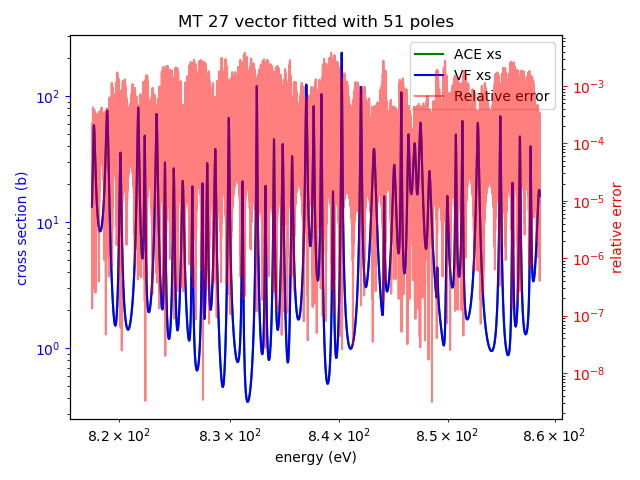 MT 27 vector fitted with 51 poles
ACE xs
VF xs
Relative error
cross section (b)
10²
10¹
10⁰
relative error
10⁻³
10⁻⁴
10⁻⁵
10⁻⁶
10⁻⁷
10⁻⁸
8.2 × 10² 8.3 × 10² 8.4 × 10² 8.5 × 10² 8.6 × 10²
energy (eV)